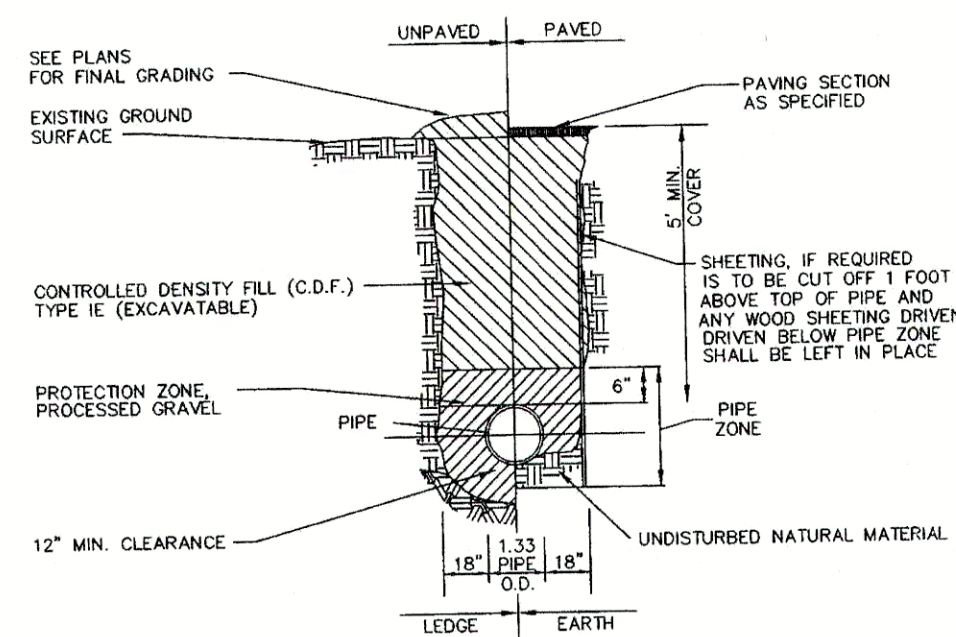 UNPAVED
PAVED
SEE PLANS
FOR FINAL GRADING
PAVING SECTION
AS SPECIFIED
EXISTING GROUND
SURFACE
5' MIN.
COVER
SHEETING, IF REQUIRED
IS TO BE CUT OFF 1 FOOT
ABOVE TOP OF PIPE AND
ANY WOOD SHEETING DRIVEN
DRIVEN BELOW PIPE ZONE
SHALL BE LEFT IN PLACE
CONTROLLED DENSITY FILL (C.D.F.)
TYPE IE (EXCAVATABLE)
PROTECTION ZONE,
PROCESSED GRAVEL
6"
PIPE
PIPE
ZONE
12" MIN. CLEARANCE
UNDISTURBED NATURAL MATERIAL
18"
1.33
PIPE
O.D.
18"
LEDGE
EARTH